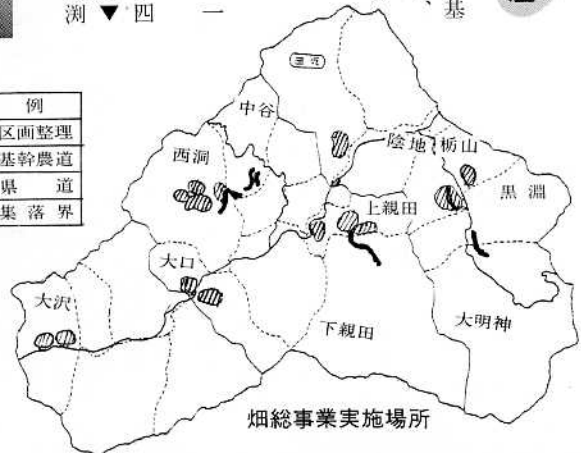 渕▼四　一　、基
例
区画整理
基幹農道
県道
集落界
中谷
西洞
陰地
栃山
黒淵
上親田
大口
大沢
下親田
大明神
畑総事業実施場所